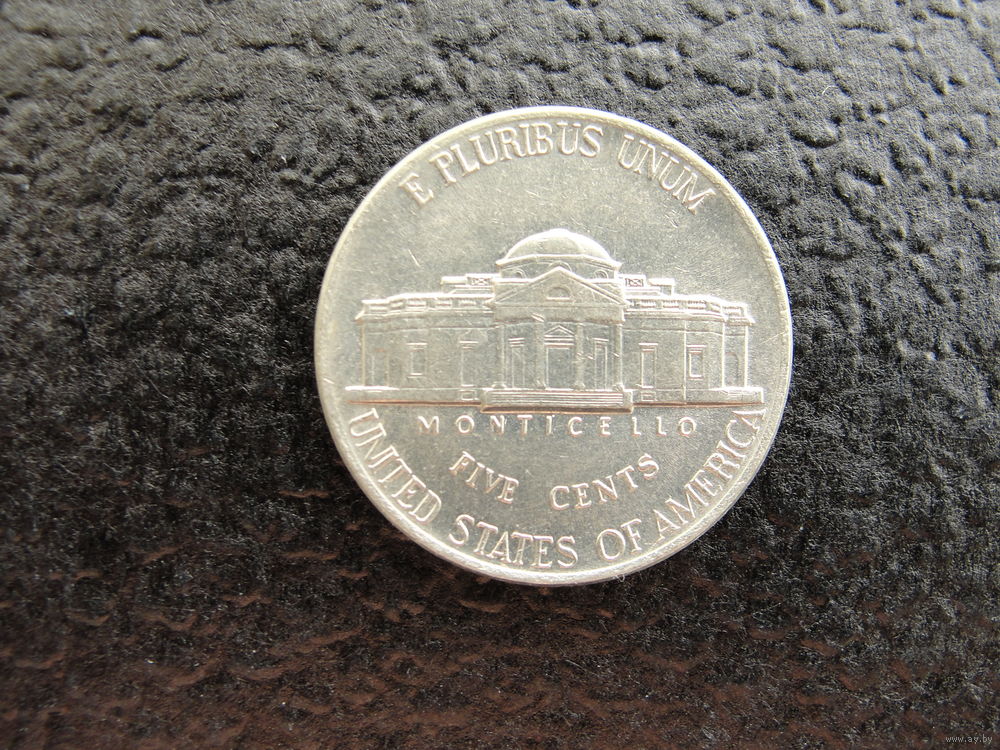 E PLURIBUS UNUM
MONTICELLO
FIVE CENTS
UNITED STATES OF AMERICA
www.ay.by